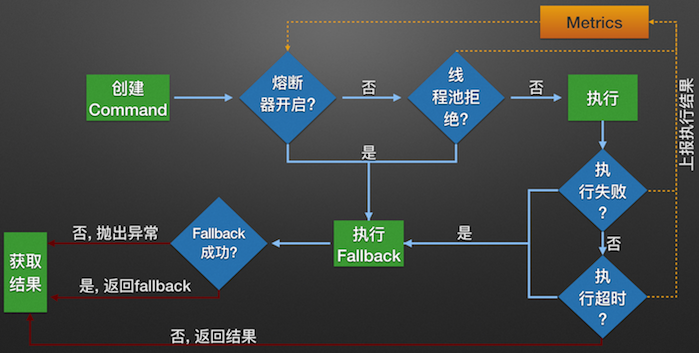 Metrics
创建
Command
熔断
器开启?
否
线
程池拒
绝?
否
执行
上报执行结果
是
执
行失败
?
否, 抛出异常
Fallback
成功?
执行
Fallback
是
否
获取
结果
是, 返回fallback
执
行超时
?
否, 返回结果